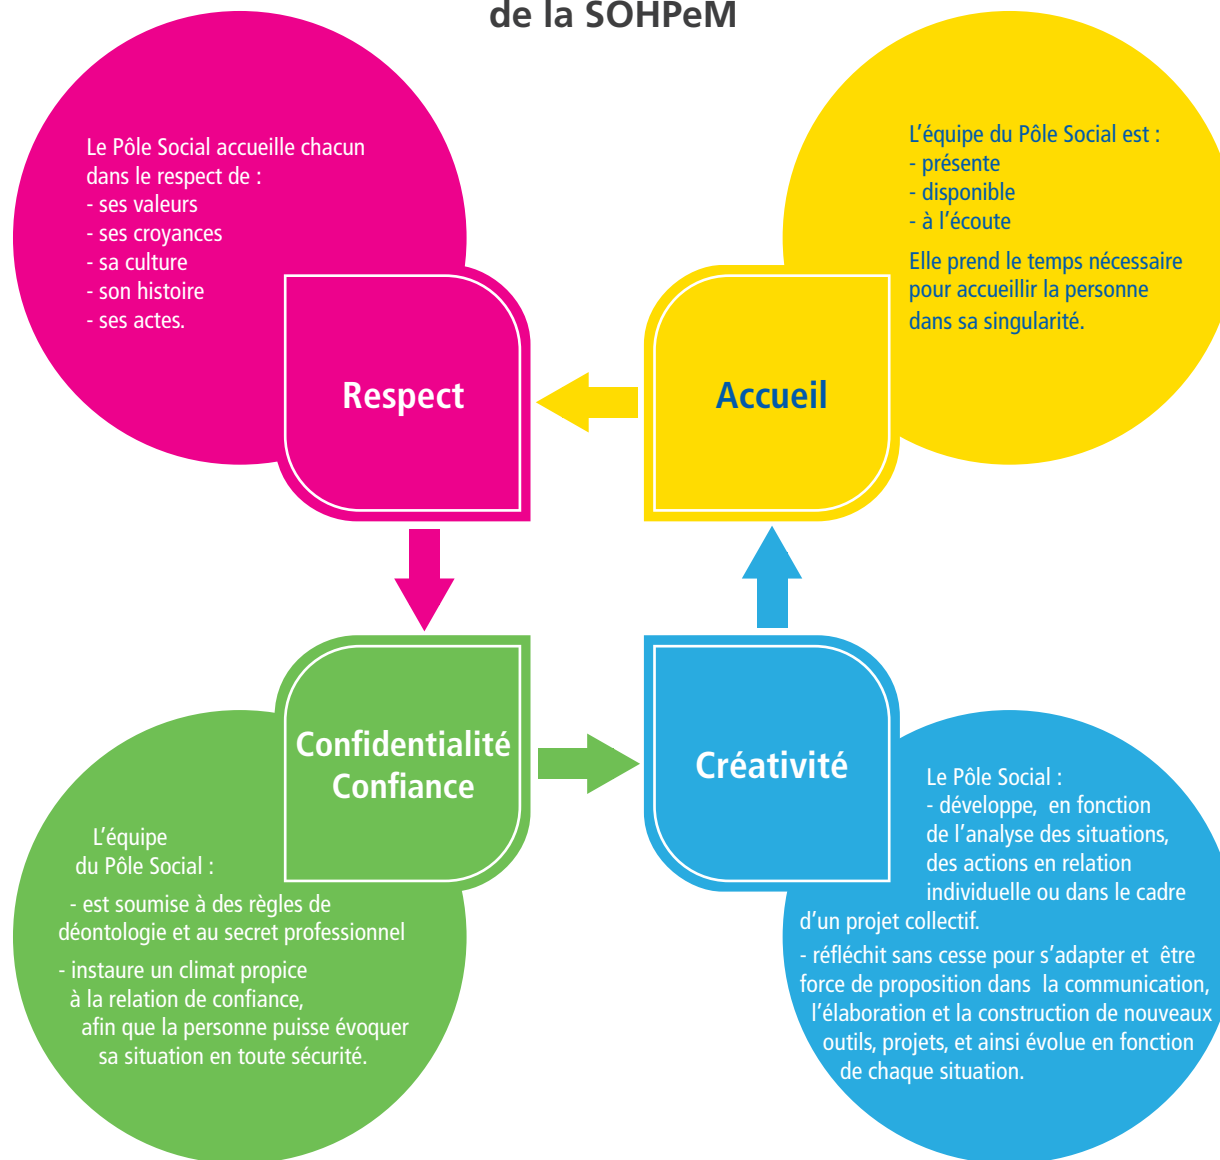 de la SOHPeM
Le Pôle Social accueille chacun
dans le respect de :
- ses valeurs
- ses croyances
- sa culture
- son histoire
- ses actes.
Respect
L'équipe du Pôle Social est :
- présente
- disponible
- à l'écoute
Elle prend le temps nécessaire
pour accueillir la personne
dans sa singularité.
Accueil
Confidentialité
Confiance
L'équipe
du Pôle Social :
- est soumise à des règles de
déontologie et au secret professionnel
- instaure un climat propice
à la relation de confiance,
afin que la personne puisse évoquer
sa situation en toute sécurité.
Créativité
Le Pôle Social :
- développe, en fonction
de l'analyse des situations,
des actions en relation
individuelle ou dans le cadre
d'un projet collectif.
- réfléchit sans cesse pour s'adapter et être
force de proposition dans la communication,
l'élaboration et la construction de nouveaux
outils, projets, et ainsi évolue en fonction
de chaque situation.